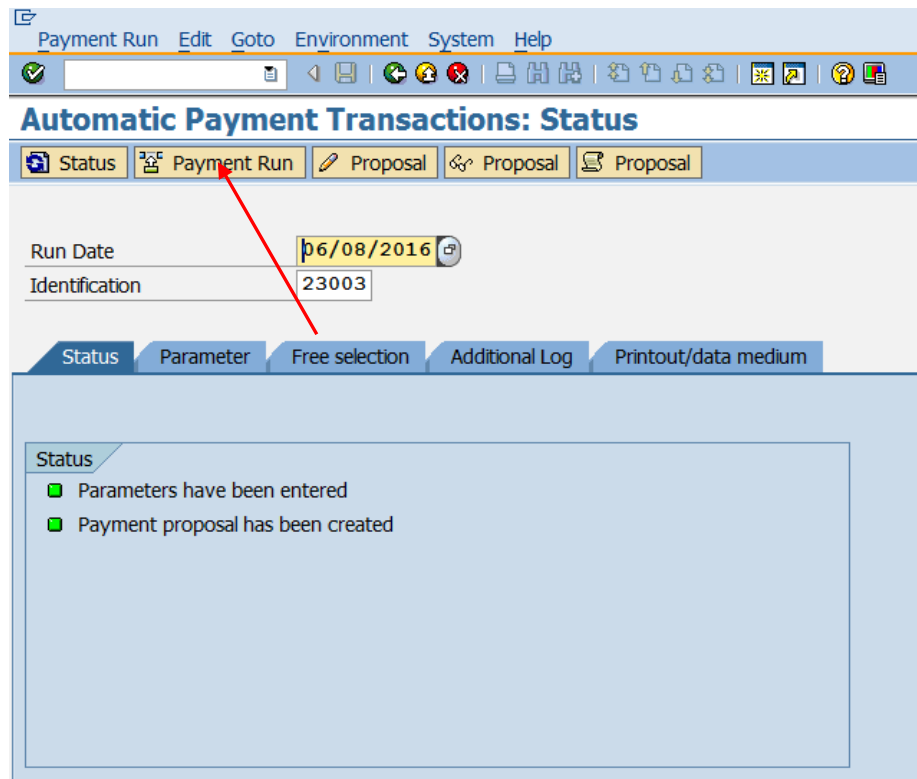 Payment Run Edit Goto Environment System Help
Automatic Payment Transactions: Status
Status Payment Run Proposal Proposal Proposal
Run Date 06/08/2016
Identification 23003
Status Parameter Free selection Additional Log Printout/data medium
Status
Parameters have been entered
Payment proposal has been created